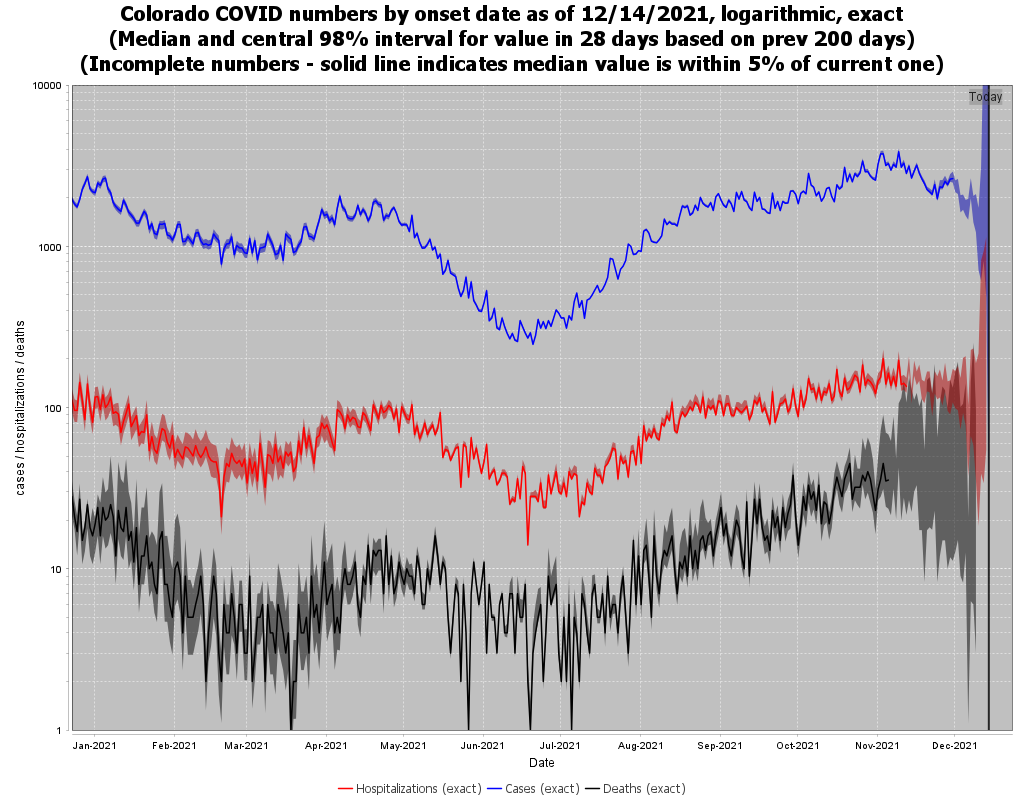 Colorado COVID numbers by onset date as of 12/14/2021, logarithmic, exact
(Median and central 98% interval for value in 28 days based on prev 200 days)
(Incomplete numbers - solid line indicates median value is within 5% of current one)
Today
cases / hospitalizations / deaths
10000
1000
100
10
1
Jan-2021 Feb-2021 Mar-2021 Apr-2021 May-2021 Jun-2021 Jul-2021 Aug-2021 Sep-2021 Oct-2021 Nov-2021 Dec-2021
Date
Hospitalizations (exact) Cases (exact) Deaths (exact)